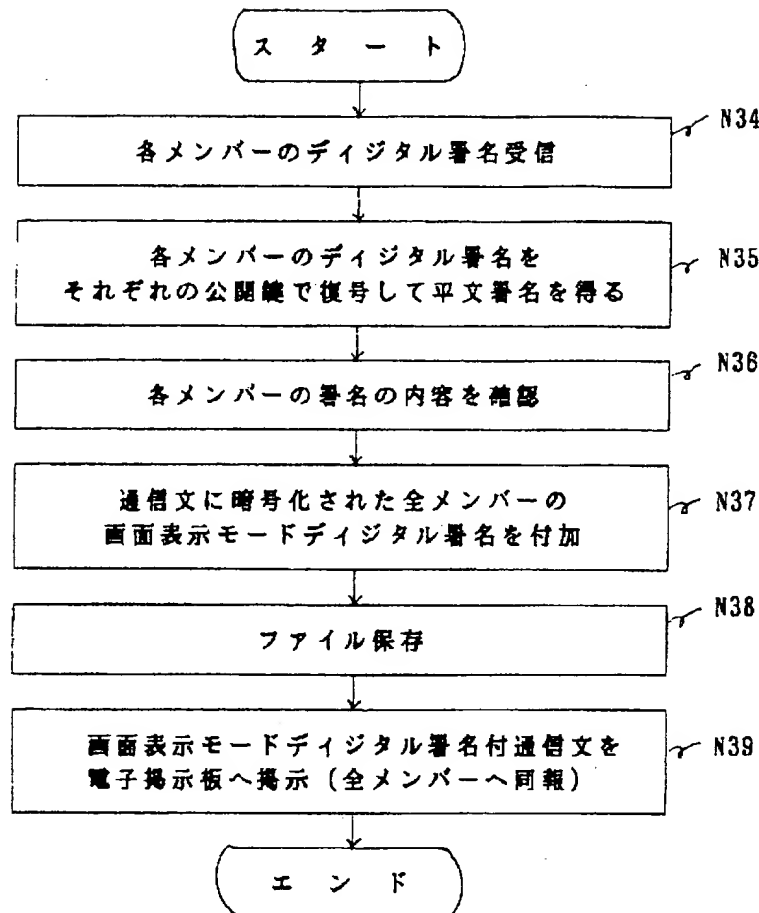 スタート
N34
各メンバーのディジタル署名受信
各メンバーのディジタル署名を
N35
それぞれの公開鍵で復号して平文署名を得る
N36
各メンバーの署名の内容を確認
通信文に暗号化された全メンバーの
N37
画面表示モードディジタル署名を付加
N38
ファイル保存
画面表示モードディジタル署名付通信文を
N39
電子掲示板へ掲示（全メンバーへ同報）
エンド